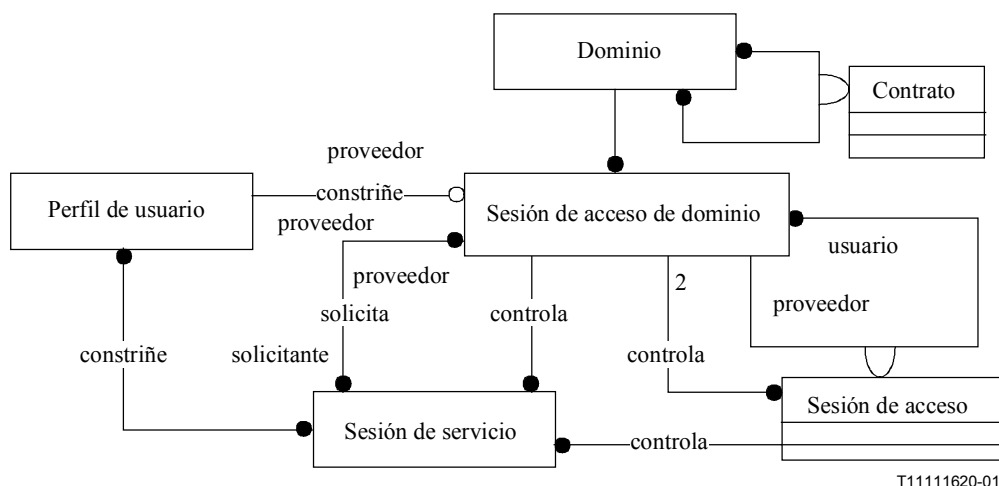 Dominio
Contrato
proveedor
Perfil de usuario
constriñe
proveedor
Sesión de acceso de dominio
usuario
proveedor
2
proveedor
solicita
controla
constriñe
solicitante
controla
Sesión de acceso
Sesión de servicio
controla
T11111620-01